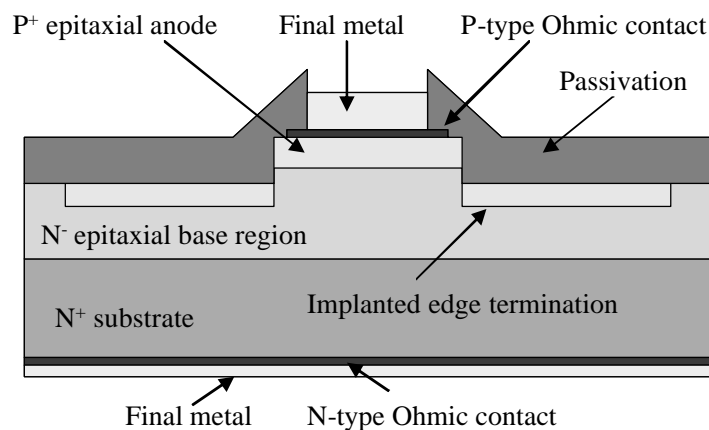 P+ epitaxial anode
Final metal
P-type Ohmic contact
Passivation
N- epitaxial base region
Implanted edge termination
N+ substrate
Final metal
N-type Ohmic contact